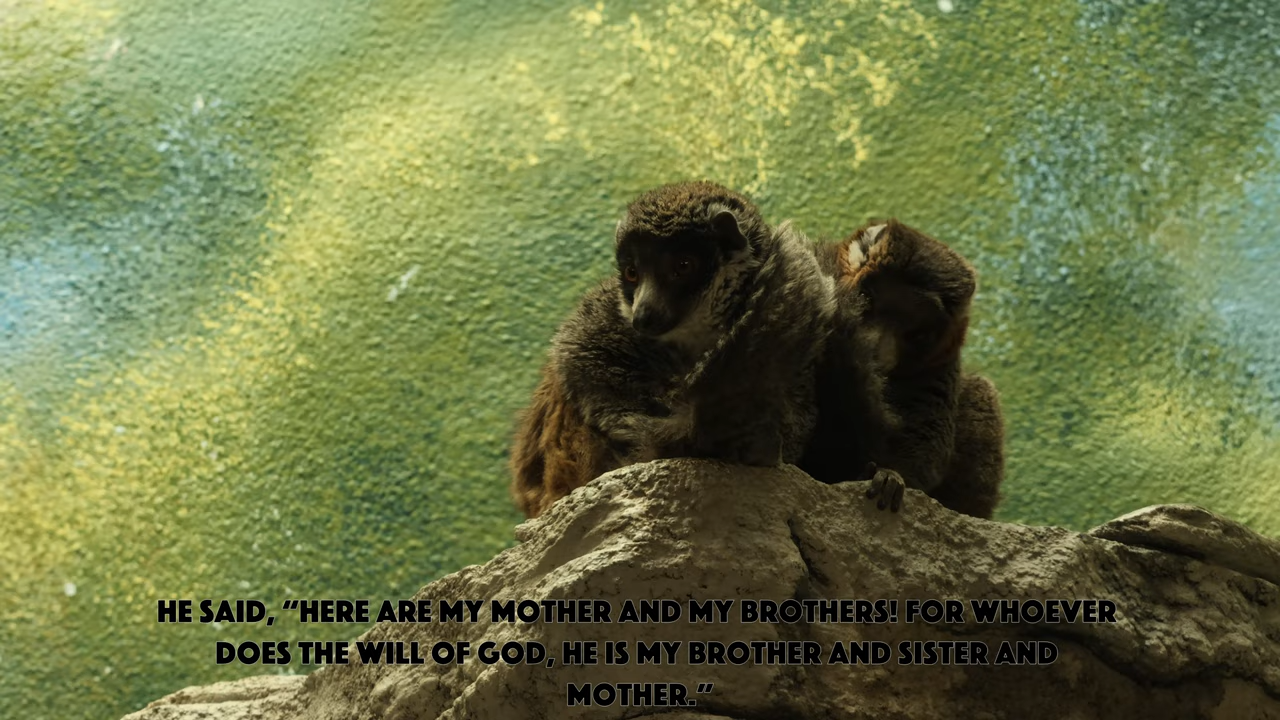 HE SAID, “HERE ARE MY MOTHER AND MY BROTHERS! FOR WHOEVER
DOES THE WILL OF GOD, HE IS MY BROTHER AND SISTER AND
MOTHER.”